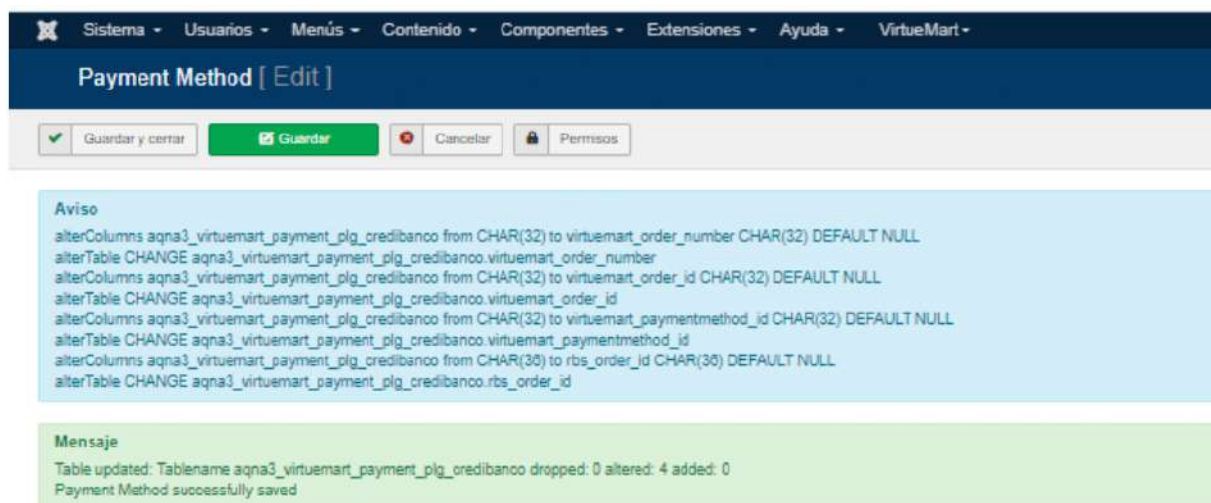 Sistema Usuarios Menús Contenido Componentes Extensiones Ayuda VirtueMart
Payment Method [ Edit ]
Guardar y cerrar Guardar Cancelar Permisos
Aviso
alterColumns aqna3_virtuemart_payment_plg_credibanco from CHAR(32) to virtuemart_order_number CHAR(32) DEFAULT NULL
alterTable CHANGE aqna3_virtuemart_payment_plg_credibanco.virtuemart_order_number
alterColumns aqna3_virtuemart_payment_plg_credibanco from CHAR(32) to virtuemart_order_id CHAR(32) DEFAULT NULL
alterTable CHANGE aqna3_virtuemart_payment_plg_credibanco.virtuemart_order_id
alterColumns aqna3_virtuemart_payment_plg_credibanco from CHAR(32) to virtuemart_paymentmethod_id CHAR(32) DEFAULT NULL
alterTable CHANGE aqna3_virtuemart_payment_plg_credibanco.virtuemart_paymentmethod_id
alterColumns aqna3_virtuemart_payment_plg_credibanco from CHAR(36) to rbs_order_id CHAR(36) DEFAULT NULL
alterTable CHANGE aqna3_virtuemart_payment_plg_credibanco.rbs_order_id
Mensaje
Table updated: Tablename aqna3_virtuemart_payment_plg_credibanco dropped: 0 altered: 4 added: 0
Payment Method successfully saved